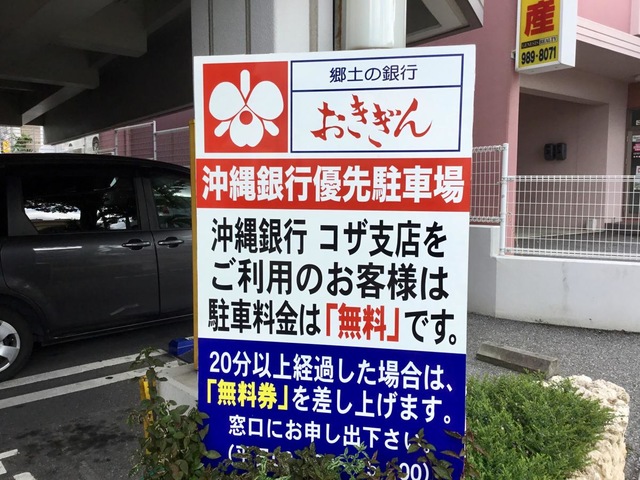 産
989-8071
郷土の銀行
おきぎん
沖縄銀行優先駐車場
沖縄銀行 コザ支店を
ご利用のお客様は
駐車料金は「無料」です。
20分以上経過した場合は、
「無料券」を差し上げます。
窓口にお申し出下さい。